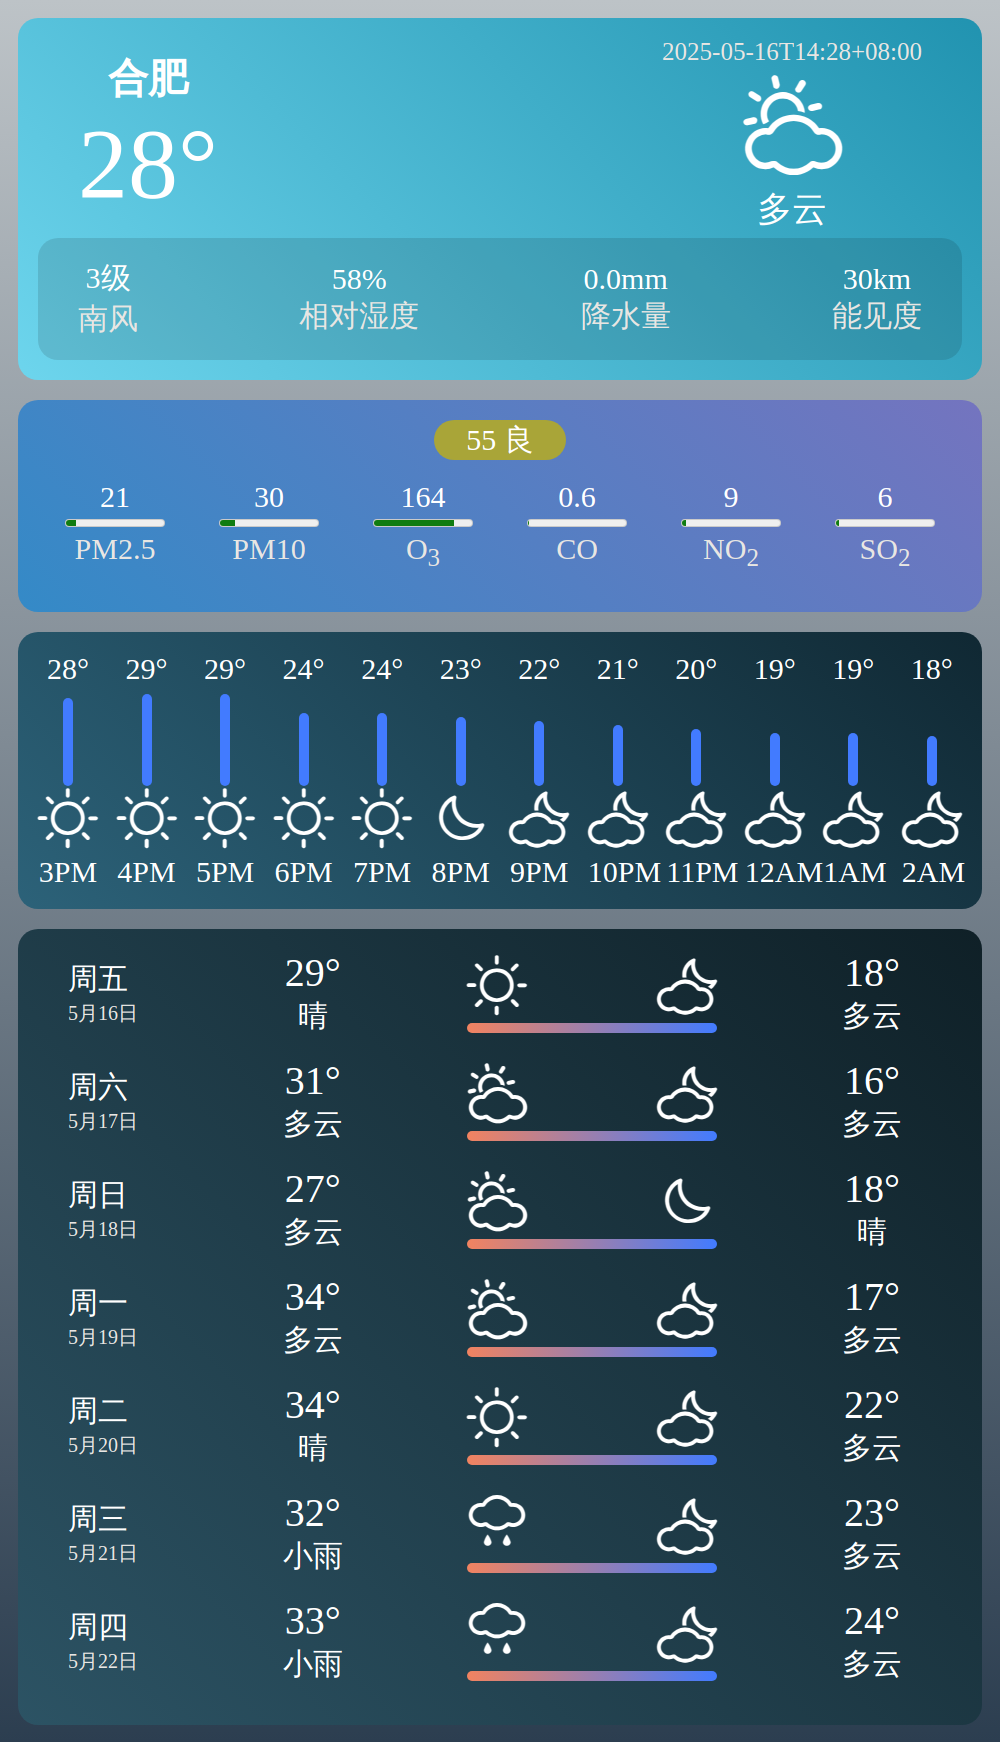 合肥
28°
2025-05-16T14:28+08:00
多云
3级 58% 0.0mm 30km
南风 相对湿度 降水量 能见度
55 良
21 30 164 0.6 9 6
PM2.5 PM10 O3 CO NO2 SO2
28° 29° 29° 24° 24° 23° 22° 21° 20° 19° 19° 18°
3PM 4PM 5PM 6PM 7PM 8PM 9PM 10PM 11PM 12AM 1AM 2AM
周五 29° 18°
5月16日 晴 多云
周六 31° 16°
5月17日 多云 多云
周日 27° 18°
5月18日 多云 晴
周一 34° 17°
5月19日 多云 多云
周二 34° 22°
5月20日 晴 多云
周三 32° 23°
5月21日 小雨 多云
周四 33° 24°
5月22日 小雨 多云